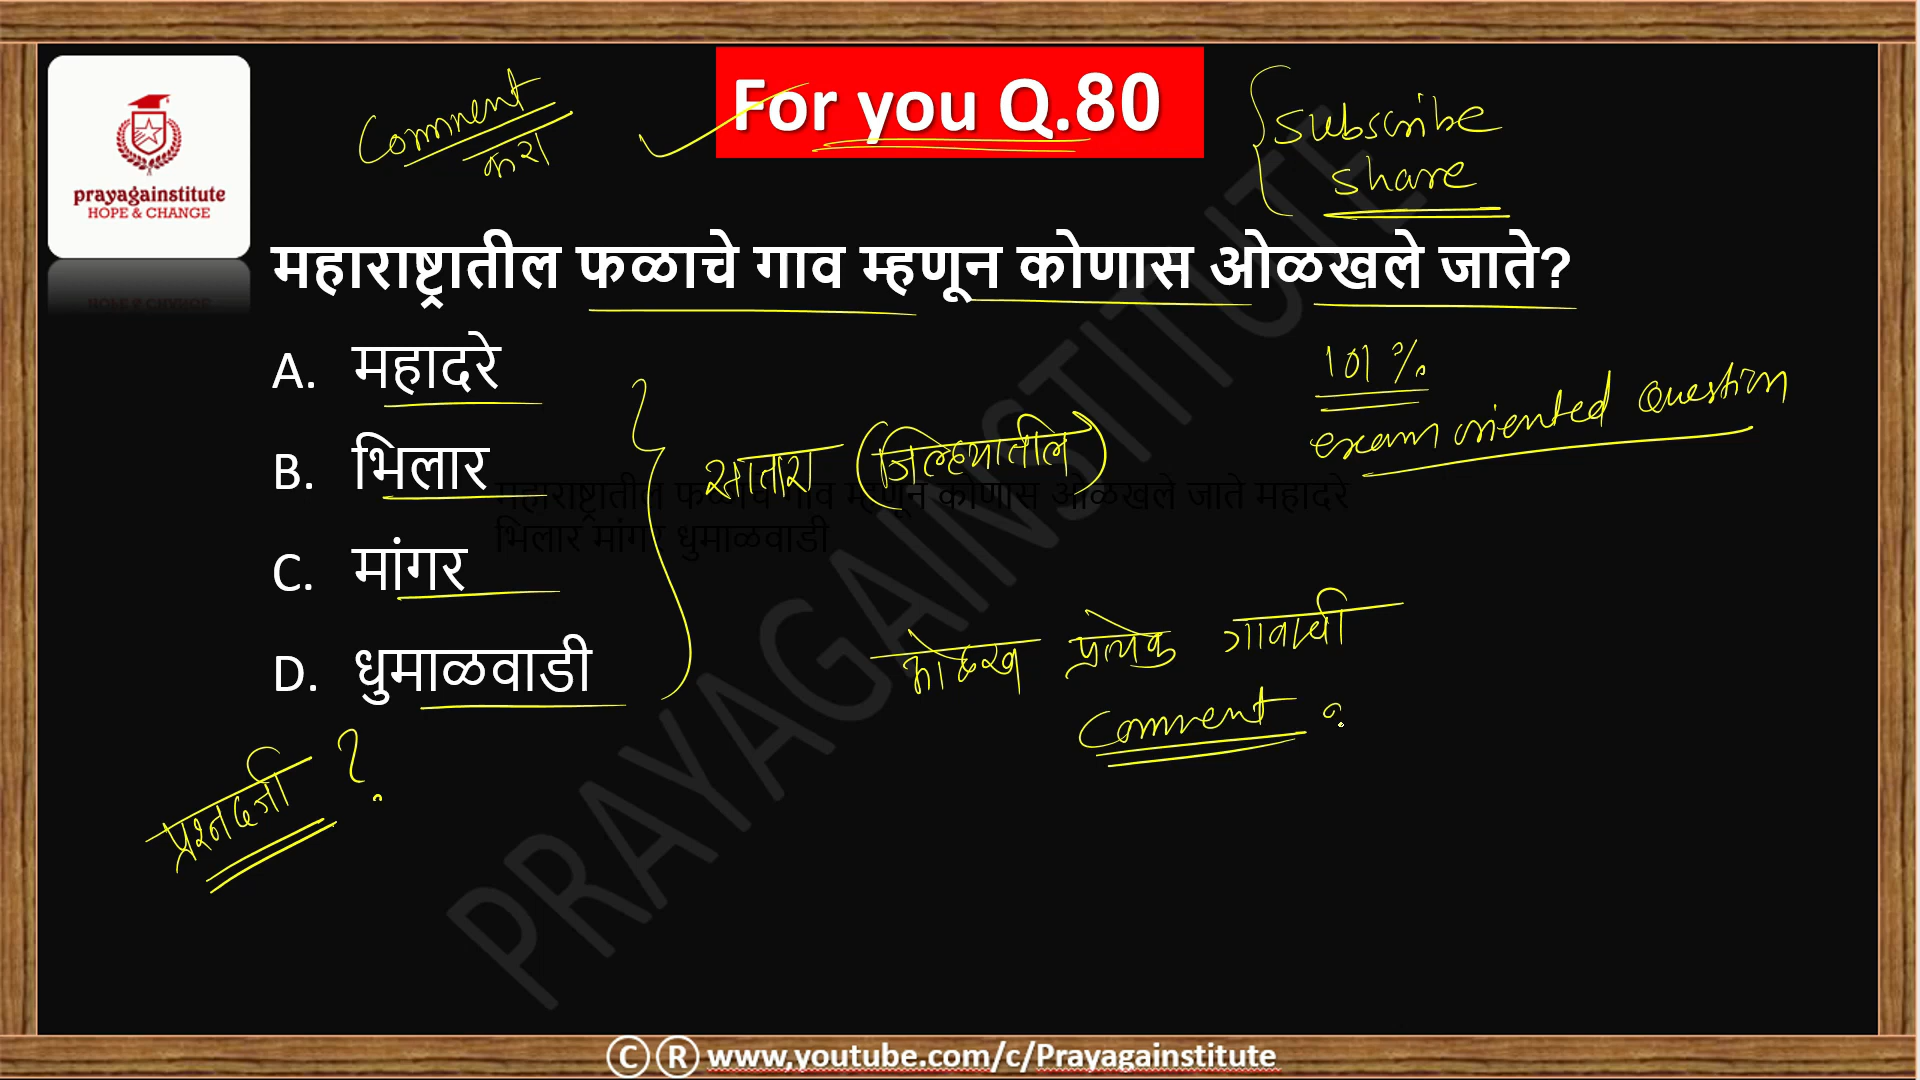 Comment
करा
For you Q.80
Subscribe
share
prayagainstitute
HOPE & CHANGE
महाराष्ट्रातील फळाचे गाव म्हणून कोणास ओळखले जाते?
A. महादरे
B. भिलार
C. मांगर
D. धुमाळवाडी
101 %
exam oriented question
सातारा (जिल्ह्यातील)
महाराष्ट्रातील फळाचे गाव म्हणून कोणास ओळखले जाते महादरे
भिलार मांगर धुमाळवाडी
ओळख प्रत्येक गावाची
Comment ?
प्रश्नदर्जा ?
PRAYAGAINSTITUTE
© ® www.youtube.com/c/Prayagainstitute